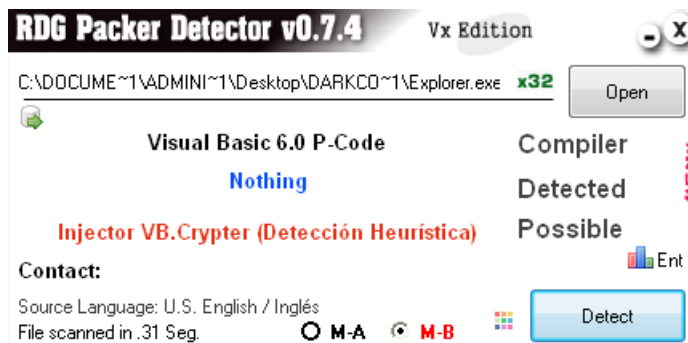 RDG Packer Detector v0.7.4 Vx Edition
C:\DOCUME~1\ADMINI~1\Desktop\DARKCO~1\Explorer.exe x32 Open
Visual Basic 6.0 P-Code Compiler
Nothing Detected
Injector VB.Crypter (Detección Heurística) Possible
Ent
Contact:
Source Language: U.S. English / Inglés
File scanned in .31 Seg. M-A M-B Detect